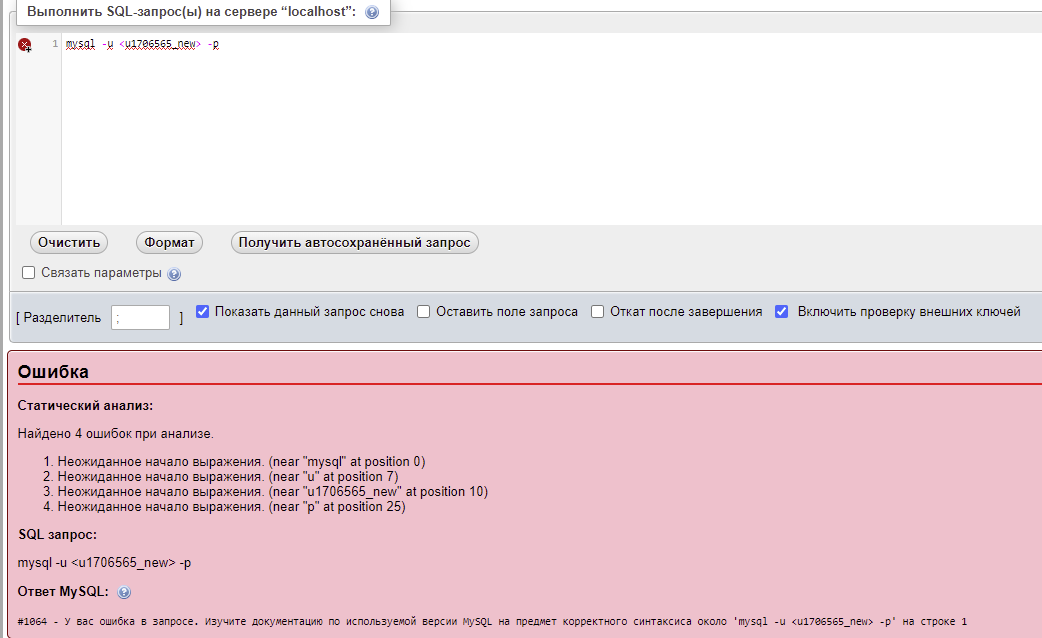 Выполнить SQL-запрос(ы) на сервере “localhost”:
1 mysql -u <u1706565_new> -p
Очистить Формат Получить автосохранённый запрос
Связать параметры
[ Разделитель ; ] Показать данный запрос снова Оставить поле запроса Откат после завершения Включить проверку внешних ключей
Ошибка
Статический анализ:
Найдено 4 ошибок при анализе.
1. Неожиданное начало выражения. (near "mysql" at position 0)
2. Неожиданное начало выражения. (near "u" at position 7)
3. Неожиданное начало выражения. (near "u1706565_new" at position 10)
4. Неожиданное начало выражения. (near "p" at position 25)
SQL запрос:
mysql -u <u1706565_new> -p
Ответ MySQL:
#1064 - У вас ошибка в запросе. Изучите документацию по используемой версии MySQL на предмет корректного синтаксиса около 'mysql -u <u1706565_new> -p' на строке 1